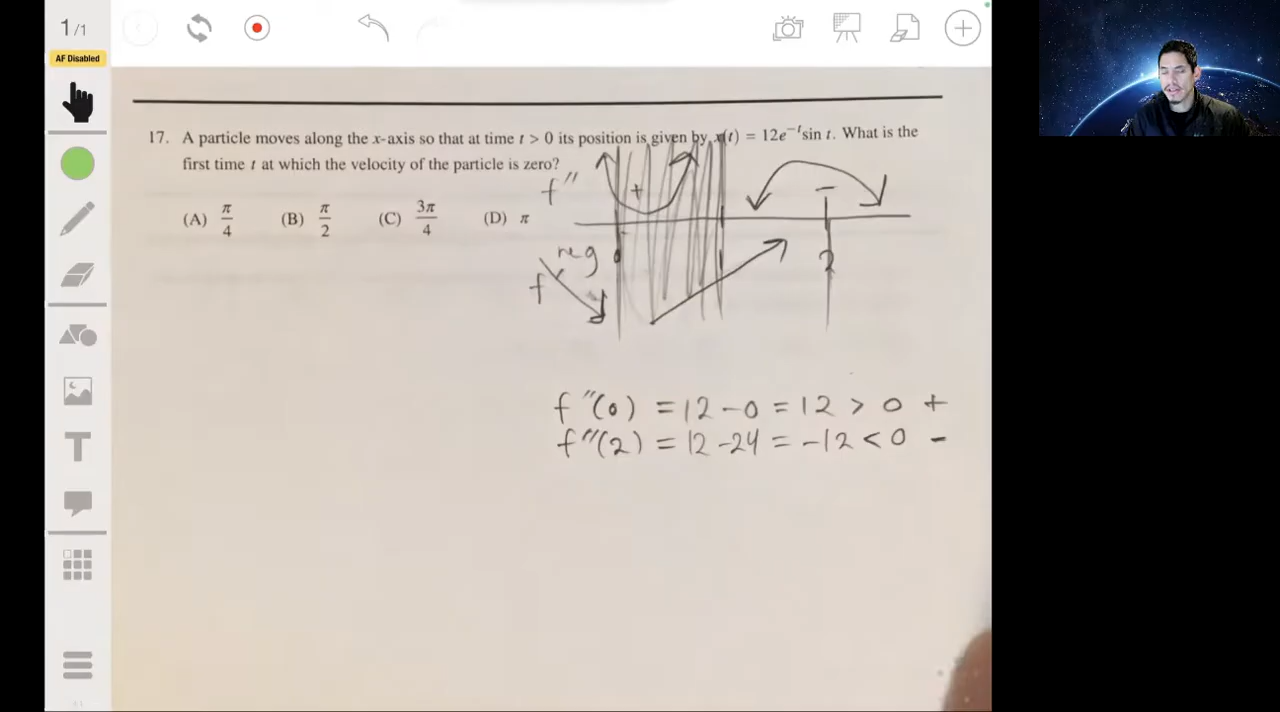 1/1
AF Disabled
17. A particle moves along the x-axis so that at time t > 0 its position is given by x(t) = 12e⁻ᵗ sin t. What is the
first time t at which the velocity of the particle is zero?
(A) π/4 (B) π/2 (C) 3π/4 (D) π
f″
+
−
neg
f
2
f″(0) = 12 - 0 = 12 > 0 +
f″(2) = 12 - 24 = -12 < 0 -
T